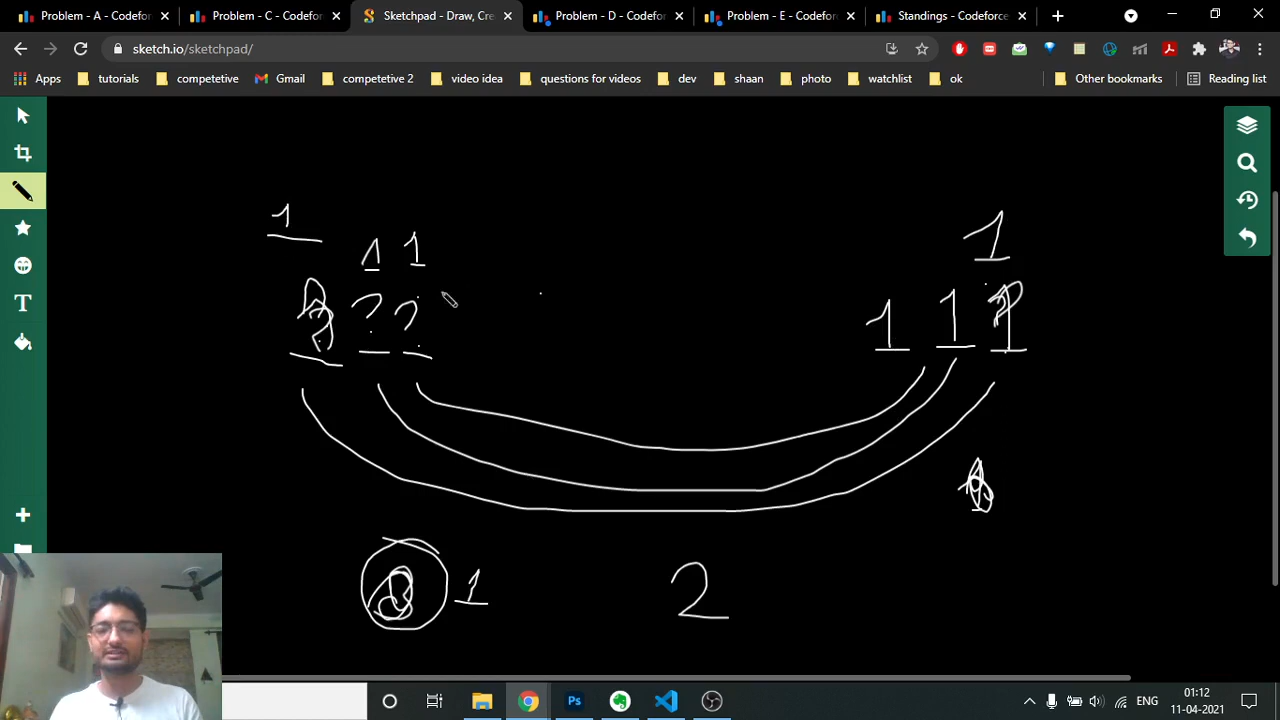 Problem - A - Codefor
Problem - C - Codefor
Sketchpad - Draw, Cre
Problem - D - Codefor
Problem - E - Codefor
Standings - Codeforce
sketch.io/sketchpad/
Apps tutorials competetive Gmail competetive 2 video idea questions for videos dev shaan photo watchlist ok Other bookmarks Reading list
1 1 1 1
? ? 1 1
1 2
ENG 01:12
11-04-2021